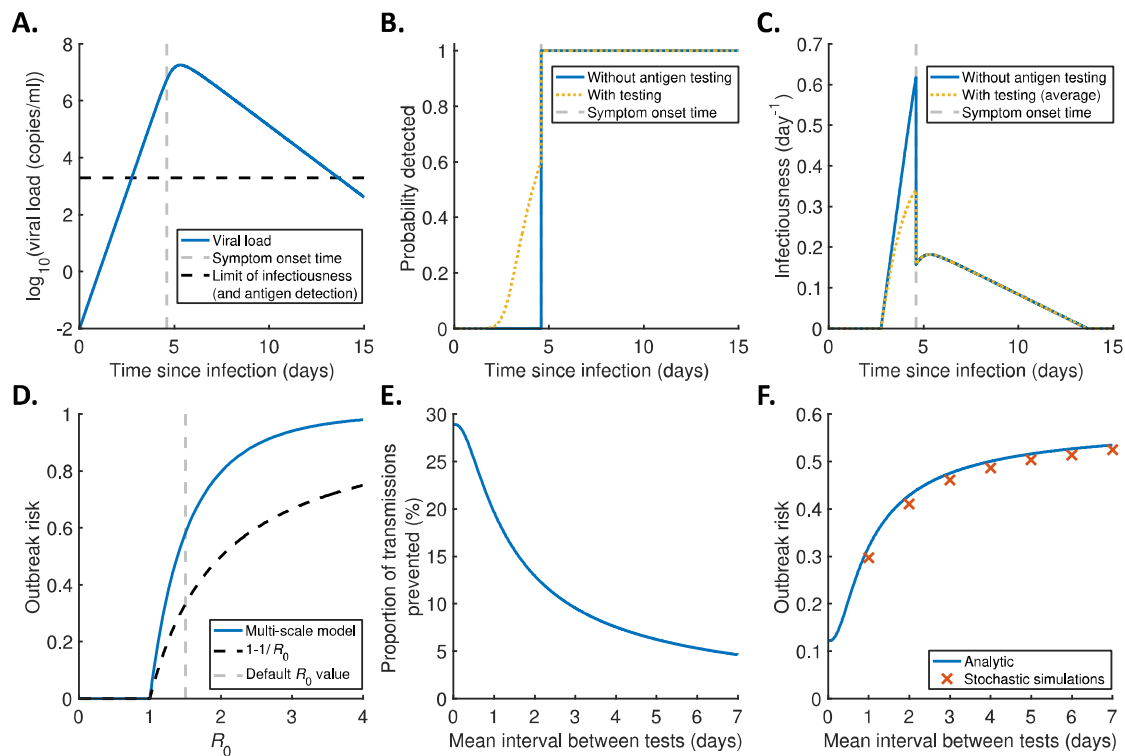 A.
log10(viral load (copies/ml))
8
6
4
2
0
-2
0
5
10
15
Time since infection (days)
Viral load
Symptom onset time
Limit of infectiousness
(and antigen detection)
B.
Probability detected
1
0.8
0.6
0.4
0.2
0
0
5
10
15
Time since infection (days)
Without antigen testing
With testing
Symptom onset time
C.
Infectiousness (day-1)
0.7
0.6
0.5
0.4
0.3
0.2
0.1
0
0
5
10
15
Time since infection (days)
Without antigen testing
With testing (average)
Symptom onset time
D.
Outbreak risk
1
0.8
0.6
0.4
0.2
0
0
1
2
3
4
R0
Multi-scale model
1-1/R0
Default R0 value
E.
Proportion of transmissions
prevented (%)
30
25
20
15
10
5
0
0
1
2
3
4
5
6
7
Mean interval between tests (days)
F.
Outbreak risk
0.6
0.5
0.4
0.3
0.2
0.1
0
0
1
2
3
4
5
6
7
Mean interval between tests (days)
Analytic
Stochastic simulations